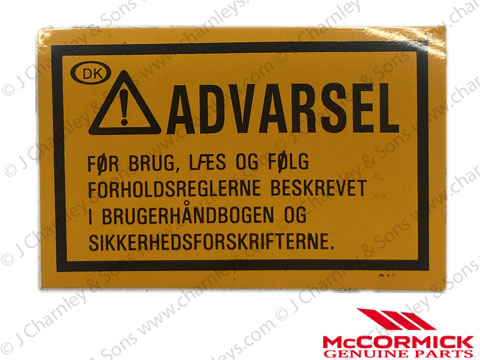 DK
ADVARSEL
FØR BRUG, LÆS OG FØLG
FORHOLDSREGLERNE BESKREVET
I BRUGERHÅNDBOGEN OG
SIKKERHEDSFORSKRIFTERNE.
© J Charnley & Sons www.charnleys.com
McCORMICK
GENUINE PARTS